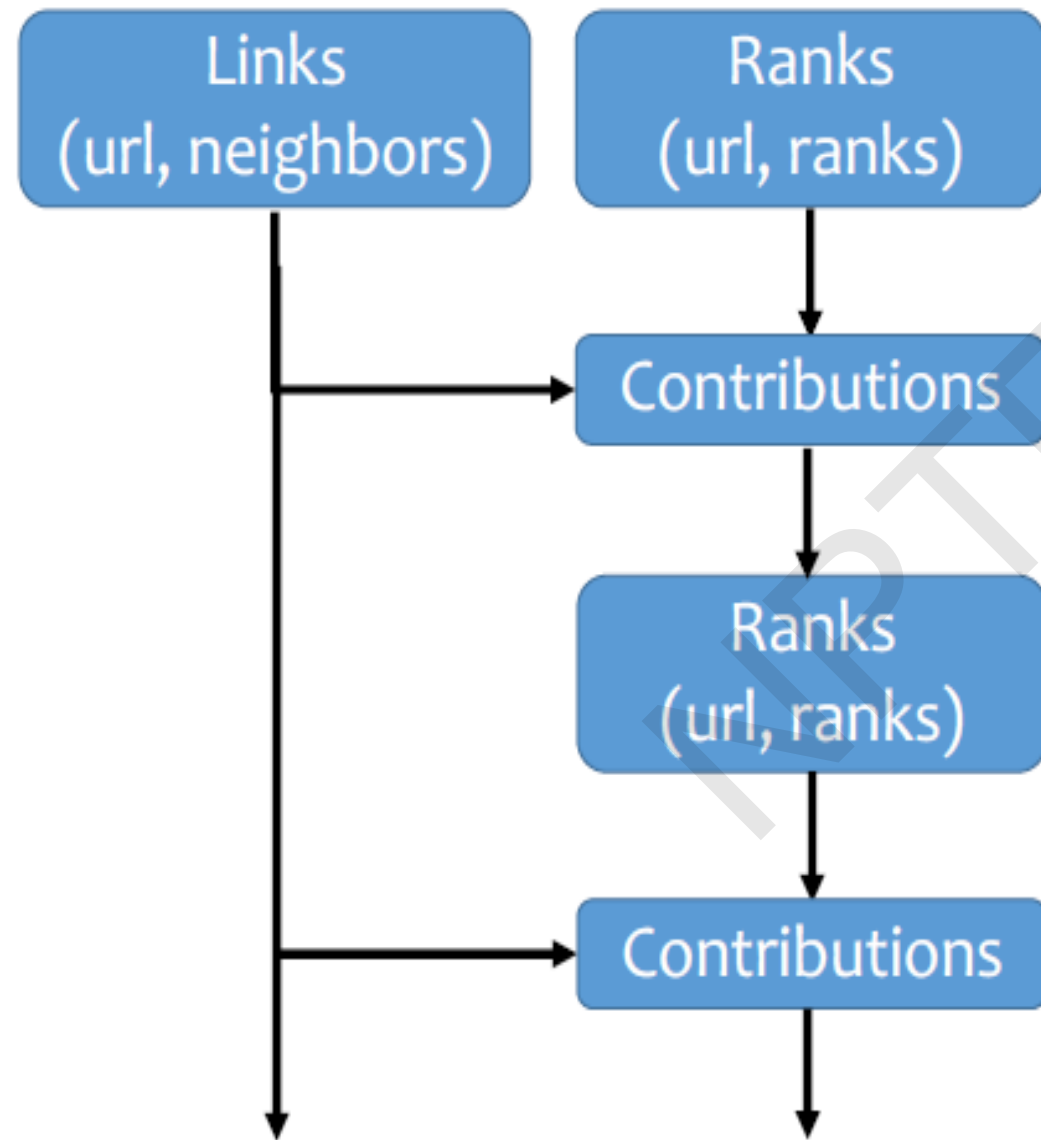 Links
(url, neighbors)
Ranks
(url, ranks)
Contributions
Ranks
(url, ranks)
Contributions